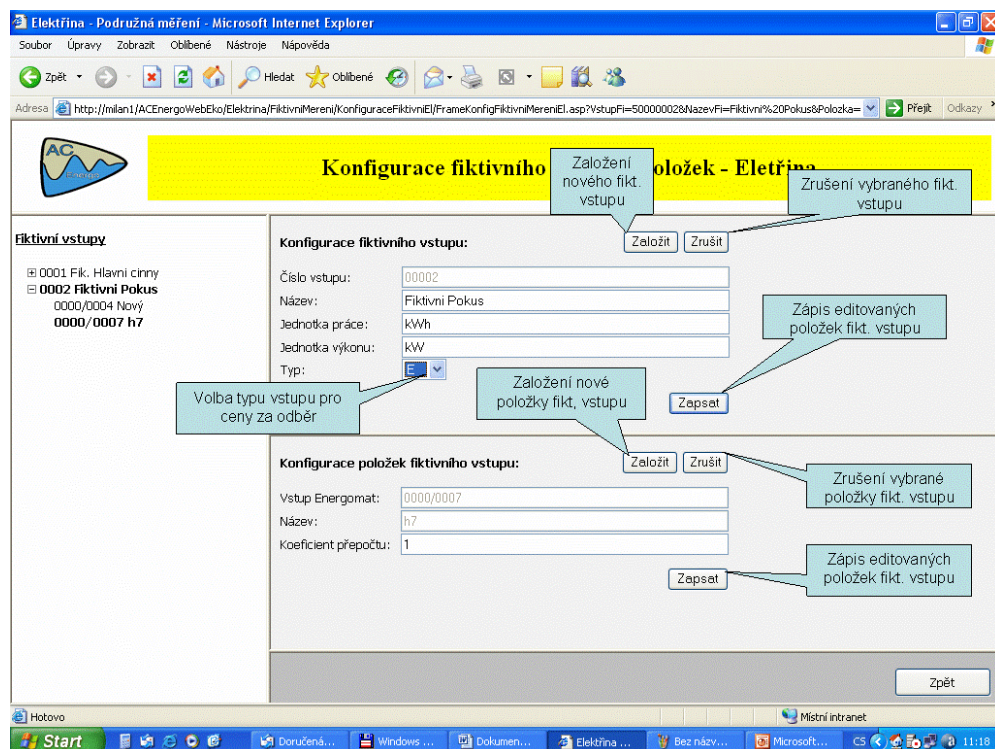 Elektřina - Podružná měření - Microsoft Internet Explorer
Soubor Úpravy Zobrazit Oblíbené Nástroje Nápověda
Zpět Hledat Oblíbené
Adresa http://milan1/ACEnergoWebEko/Elektrina/FiktivniMereni/KonfiguraceFiktivniEl/FrameKonfigFiktivniMereniEl.asp?VstupFi=50000002&NazevFi=Fiktivni%20Pokus&Polozka= Přejít Odkazy
AC
Energo
Konfigurace fiktivního oložek - Eletřina
Založení
nového fikt.
vstupu
Zrušení vybraného fikt.
vstupu
Fiktivní vstupy
0001 Fik. Hlavni cinny
0002 Fiktivni Pokus
0000/0004 Nový
0000/0007 h7
Konfigurace fiktivního vstupu:
Založit Zrušit
Číslo vstupu: 00002
Název: Fiktivni Pokus
Jednotka práce: kWh
Jednotka výkonu: kW
Typ: E
Zápis editovaných
položek fikt. vstupu
Volba typu vstupu pro
ceny za odběr
Založení nové
položky fikt, vstupu
Zapsat
Konfigurace položek fiktivního vstupu:
Založit Zrušit
Zrušení vybrané
položky fikt. vstupu
Vstup Energomat: 0000/0007
Název: h7
Koeficient přepočtu: 1
Zápis editovaných
položek fikt. vstupu
Zapsat
Zpět
Hotovo Místní intranet
Start Doručená... Windows ... Dokumen... Elektřina ... Bez názv... Microsoft... CS 11:18